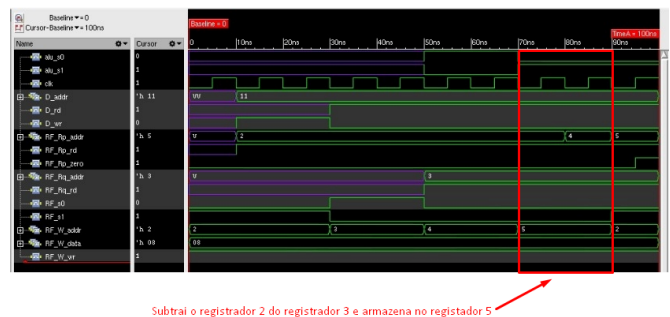 Baseline ▾= 0
Cursor-Baseline ▾= 100ns
Baseline = 0
TimeA = 100ns
Name Cursor 0 10ns 20ns 30ns 40ns 50ns 60ns 70ns 80ns 90ns
alu_s0 0
alu_s1 1
clk 1
D_addr 'h 11 UU 11
D_rd 1
D_wr 0
RF_Rp_addr 'h 5 U 2 4 5
RF_Rp_rd 1
RF_Rp_zero 1
RF_Rq_addr 'h 3 U 3
RF_Rq_rd 1
RF_s0 0
RF_s1 1
RF_W_addr 'h 2 2 3 4 5 2
RF_W_data 'h 08 08
RF_W_wr 1
Subtrai o registrador 2 do registrador 3 e armazena no registador 5